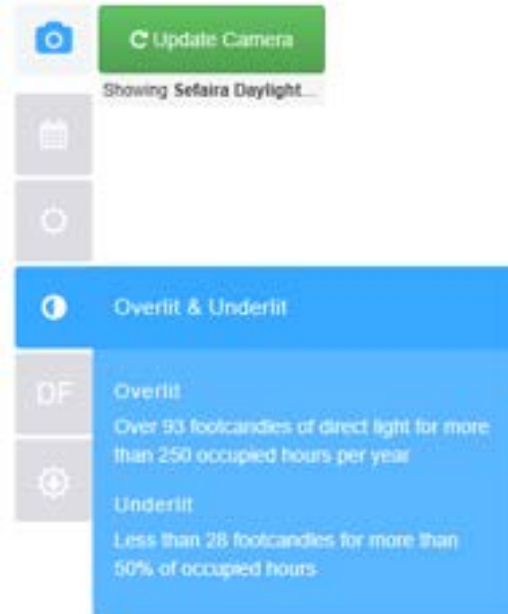 Update Camera
Showing Sefaira Daylight...
Overlit & Underlit
DF
Overlit
Over 93 footcandles of direct light for more
than 250 occupied hours per year
Underlit
Less than 28 footcandles for more than
50% of occupied hours